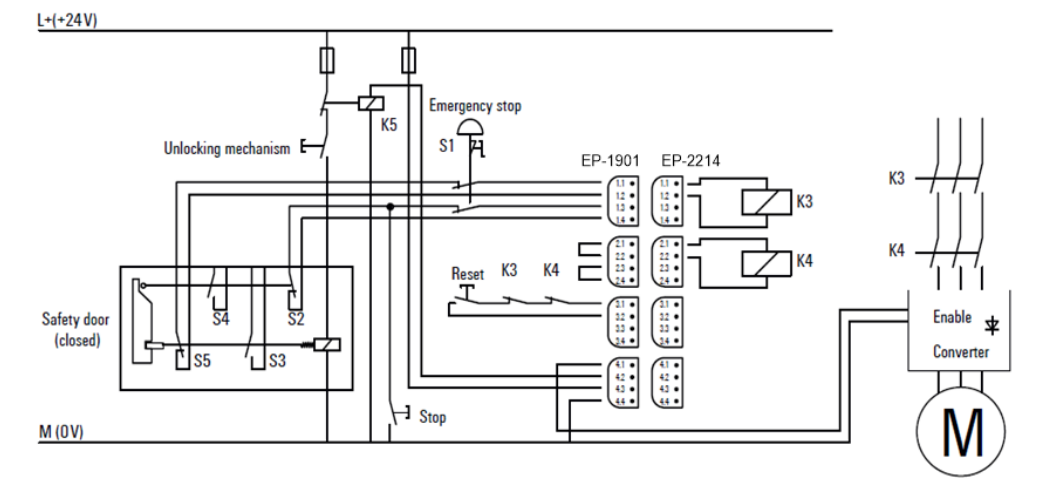 L+(+24V)
Emergency stop
K5
S1
Unlocking mechanism
EP-1901
EP-2214
1.1
1.2
1.3
1.4
1.1
1.2
1.3
1.4
K3
K3
2.1
2.2
2.3
2.4
2.1
2.2
2.3
2.4
K4
K4
Reset
K3
K4
3.1
3.2
3.3
3.4
3.1
3.2
3.3
3.4
Safety door
(closed)
S4
S2
S5
S3
Enable
Converter
4.1
4.2
4.3
4.4
4.1
4.2
4.3
4.4
Stop
M (0V)
M